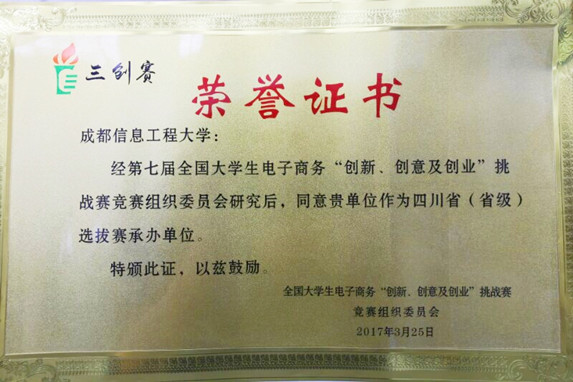 三创赛
荣誉证书
成都信息工程大学：
经第七届全国大学生电子商务“创新、创意及创业”挑
战赛竞赛组织委员会研究后，同意贵单位作为四川省（省级）
选拔赛承办单位。
特颁此证，以兹鼓励。
全国大学生电子商务“创新、创意及创业”挑战赛
竞赛组织委员会
2017年3月25日